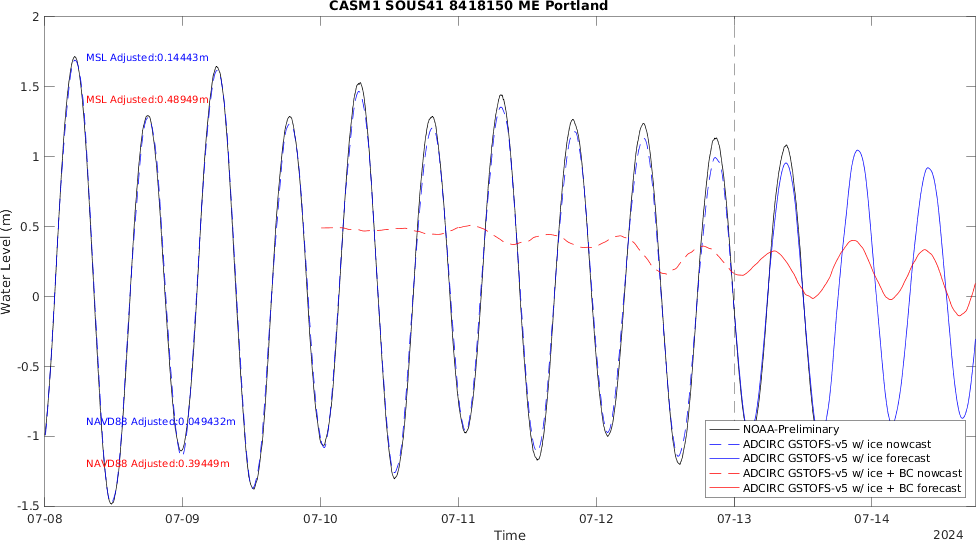 CASM1 SOUS41 8418150 ME Portland
2
1.5
1
0.5
0
-0.5
-1
-1.5
Water Level (m)
MSL Adjusted:0.14443m
MSL Adjusted:0.48949m
NAVD88 Adjusted:0.049432m
NAVD88 Adjusted:0.39449m
NOAA-Preliminary
ADCIRC GSTOFS-v5 w/ ice nowcast
ADCIRC GSTOFS-v5 w/ ice forecast
ADCIRC GSTOFS-v5 w/ ice + BC nowcast
ADCIRC GSTOFS-v5 w/ ice + BC forecast
07-08 07-09 07-10 07-11 07-12 07-13 07-14
Time
2024